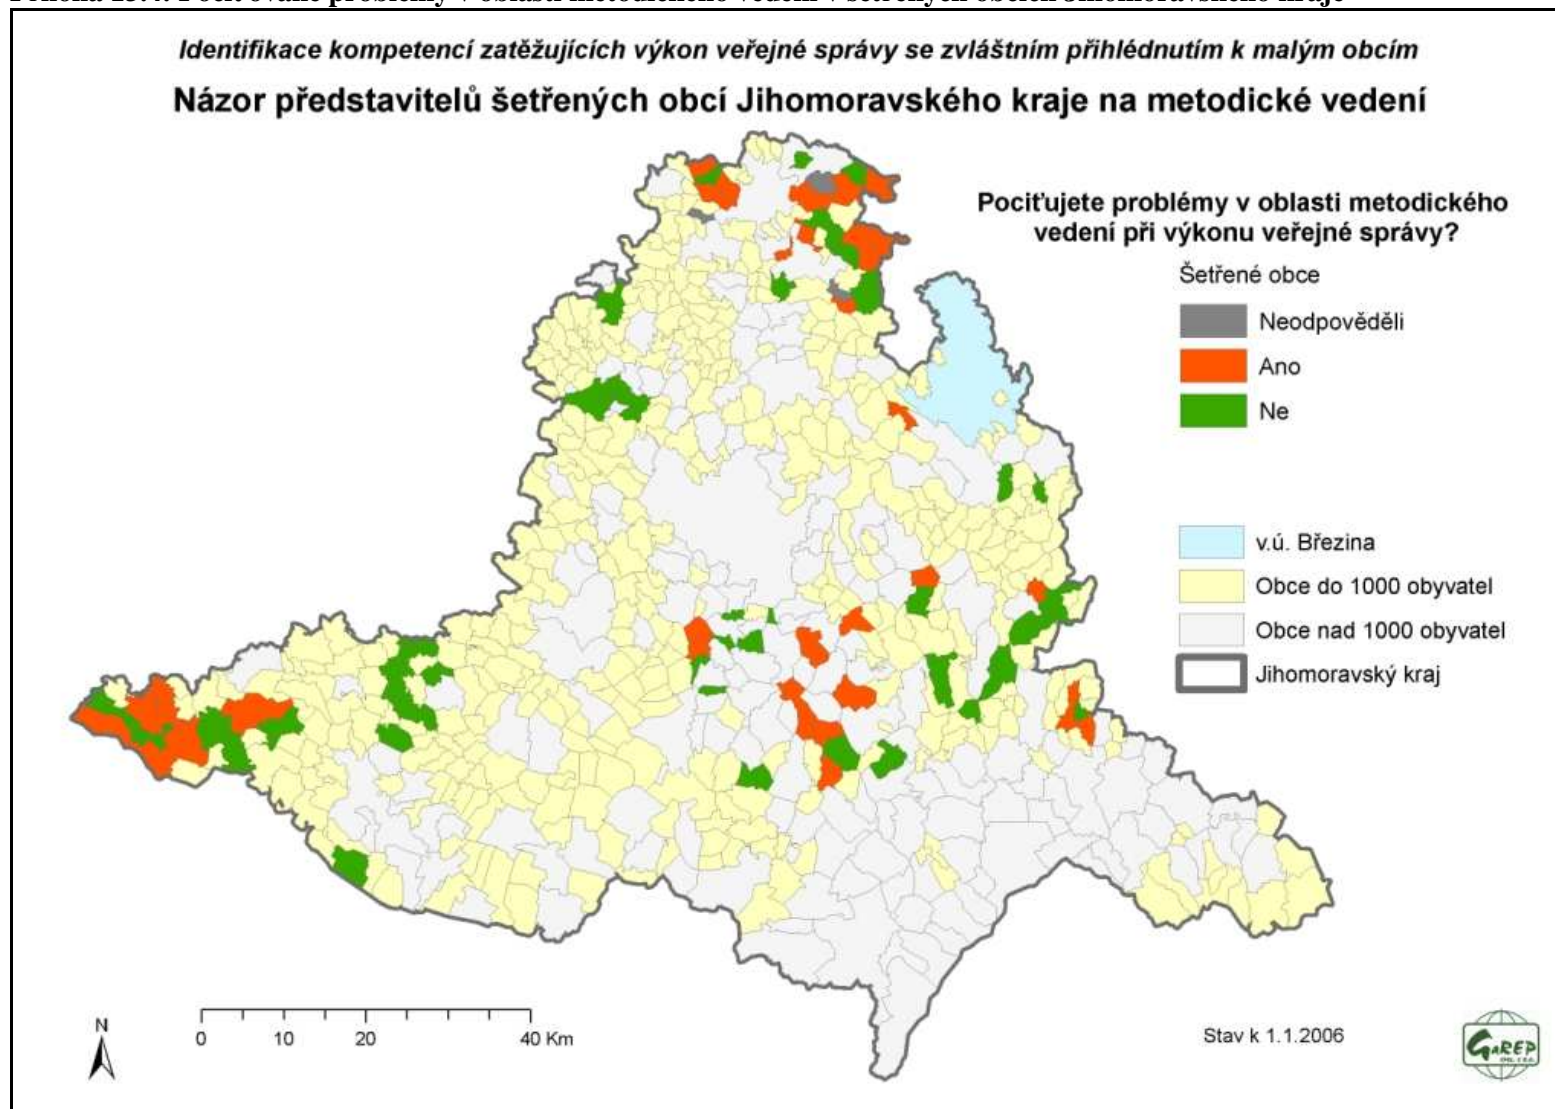 Identifikace kompetencí zatěžujících výkon veřejné správy se zvláštním přihlédnutím k malým obcím
Názor představitelů šetřených obcí Jihomoravského kraje na metodické vedení
Pociťujete problémy v oblasti metodického
vedení při výkonu veřejné správy?
Šetřené obce
Neodpověděli
Ano
Ne
v.ú. Březina
Obce do 1000 obyvatel
Obce nad 1000 obyvatel
Jihomoravský kraj
N
0 10 20 40 Km
Stav k 1.1.2006
GaREP